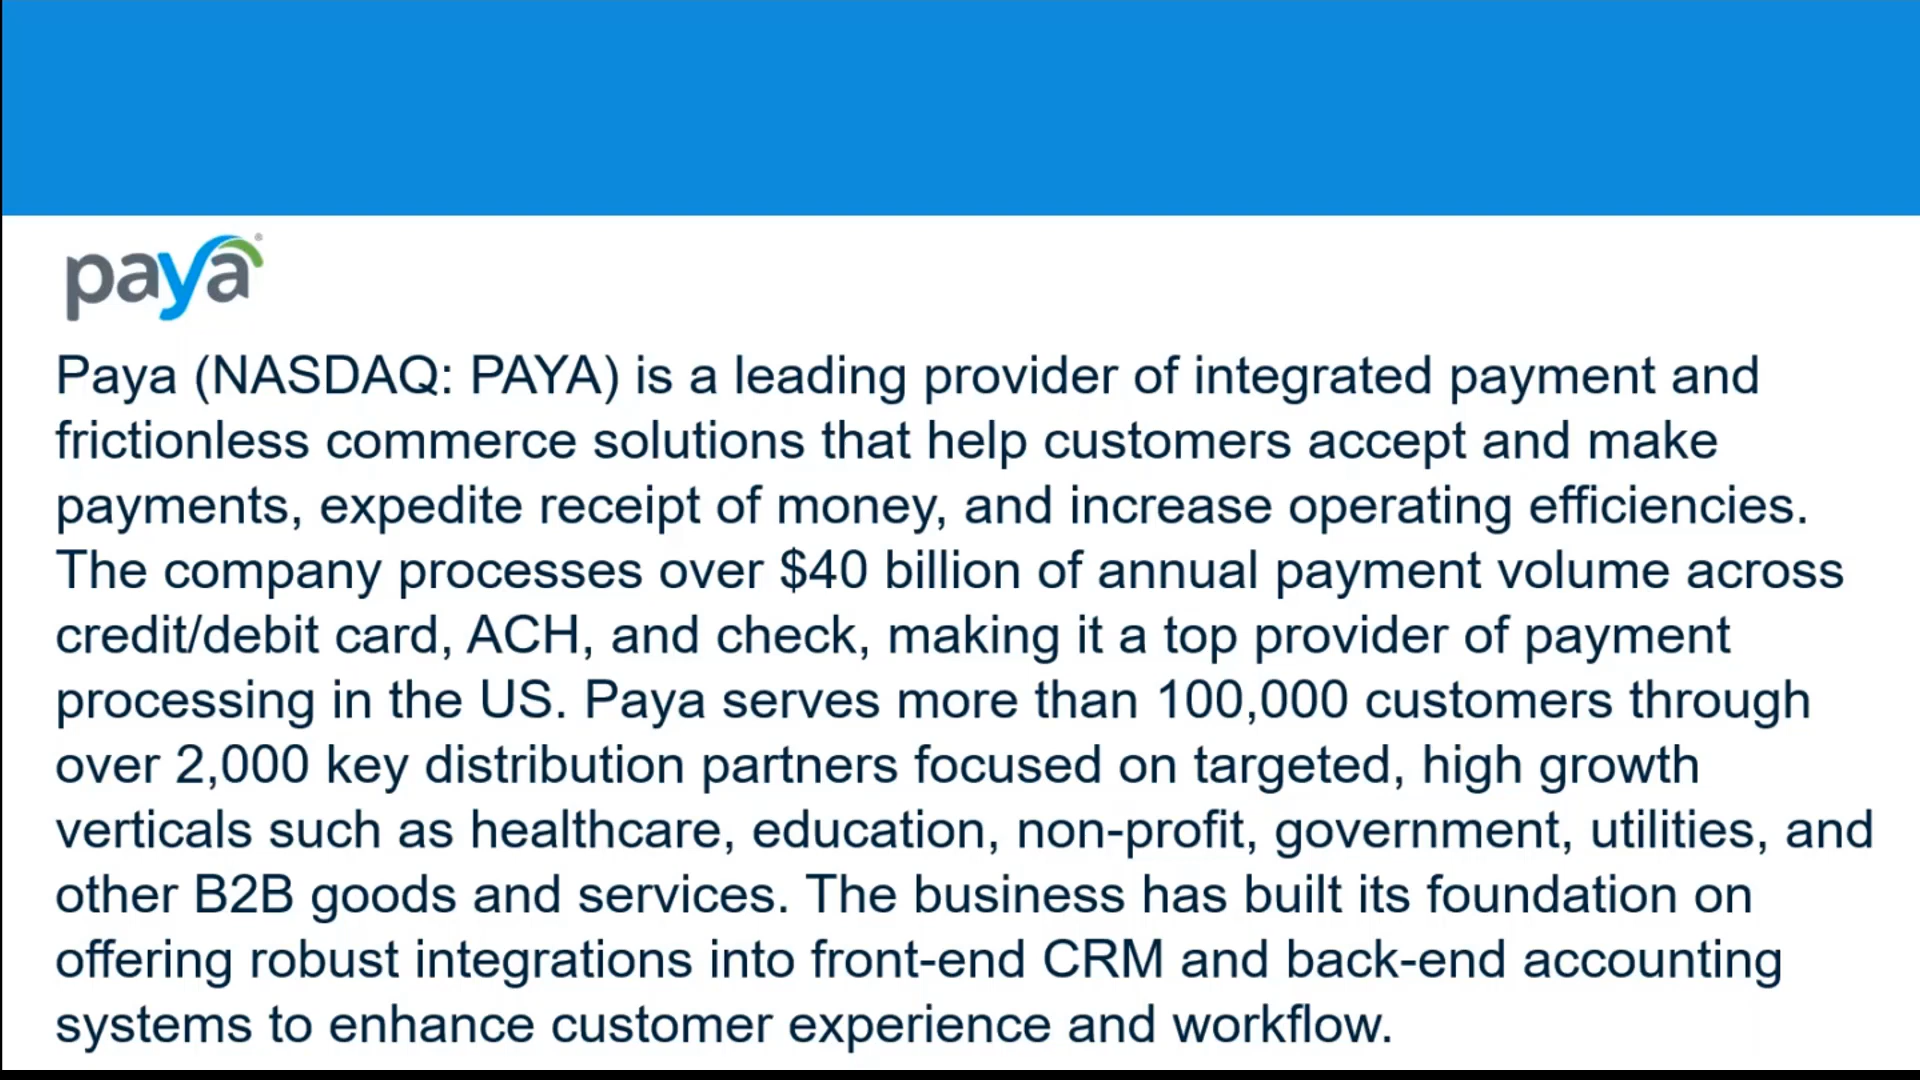 paya®
Paya (NASDAQ: PAYA) is a leading provider of integrated payment and
frictionless commerce solutions that help customers accept and make
payments, expedite receipt of money, and increase operating efficiencies.
The company processes over $40 billion of annual payment volume across
credit/debit card, ACH, and check, making it a top provider of payment
processing in the US. Paya serves more than 100,000 customers through
over 2,000 key distribution partners focused on targeted, high growth
verticals such as healthcare, education, non-profit, government, utilities, and
other B2B goods and services. The business has built its foundation on
offering robust integrations into front-end CRM and back-end accounting
systems to enhance customer experience and workflow.